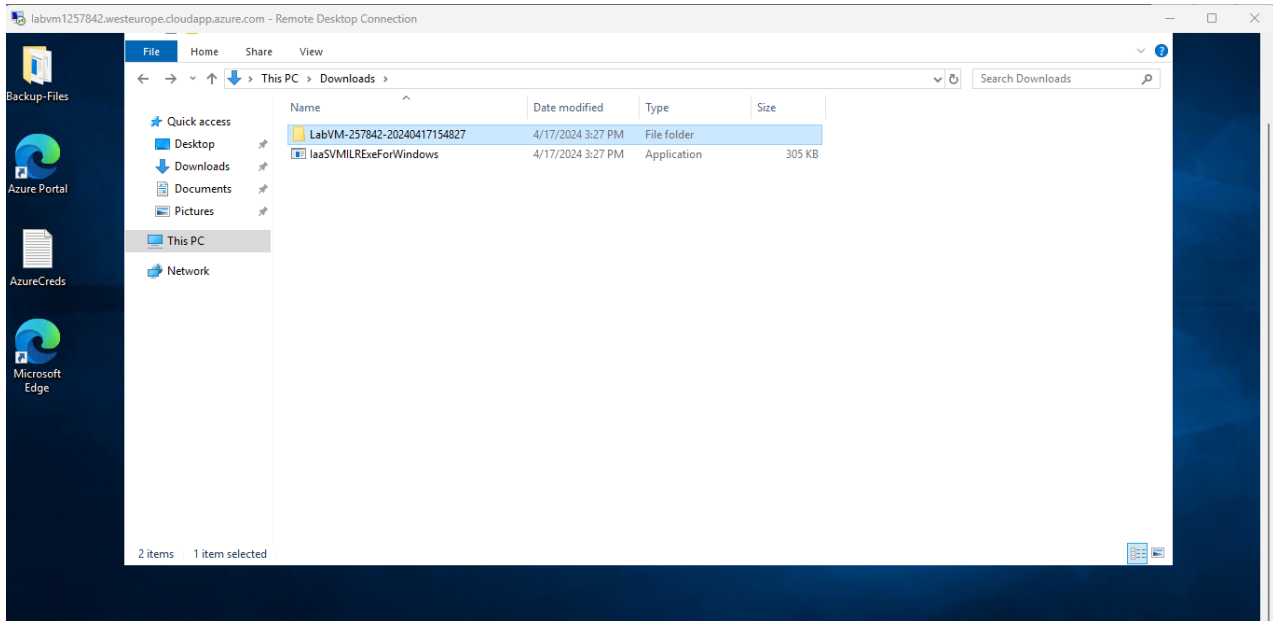 labvm1257842.westeurope.cloudapp.azure.com - Remote Desktop Connection
File Home Share View
This PC > Downloads >
Search Downloads
Name Date modified Type Size
LabVM-257842-20240417154827 4/17/2024 3:27 PM File folder
IaaSVMILRExeForWindows 4/17/2024 3:27 PM Application 305 KB
Quick access
Desktop
Downloads
Documents
Pictures
This PC
Network
2 items 1 item selected
Backup-Files
Azure Portal
AzureCreds
Microsoft
Edge